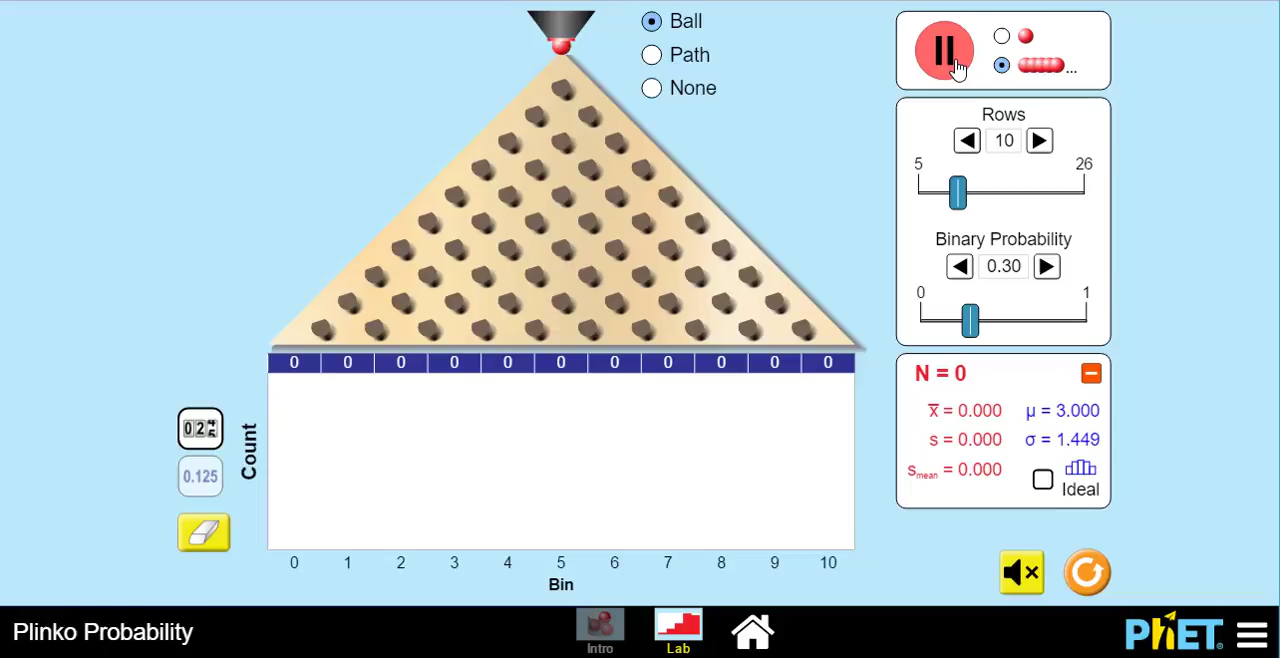 Ball
Path
None
...
Rows
10
5 26
Binary Probability
0.30
0 1
0 0 0 0 0 0 0 0 0 0 0
N = 0
x̅ = 0.000 μ = 3.000
s = 0.000 σ = 1.449
smean = 0.000
Ideal
Count
0.125
0 1 2 3 4 5 6 7 8 9 10
Bin
Plinko Probability
Intro
Lab
PhET